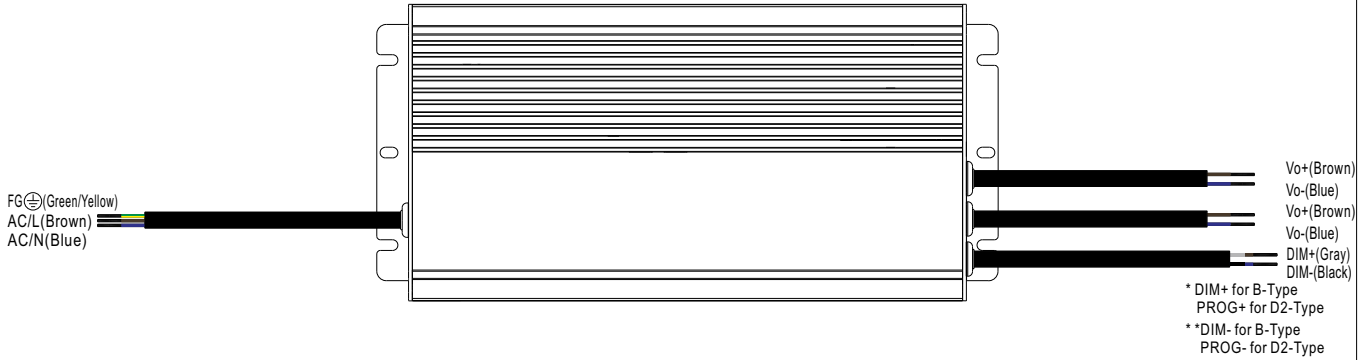 FG⏚(Green/Yellow)
AC/L(Brown)
AC/N(Blue)
Vo+(Brown)
Vo-(Blue)
Vo+(Brown)
Vo-(Blue)
DIM+(Gray)
DIM-(Black)
* DIM+ for B-Type
PROG+ for D2-Type
* *DIM- for B-Type
PROG- for D2-Type